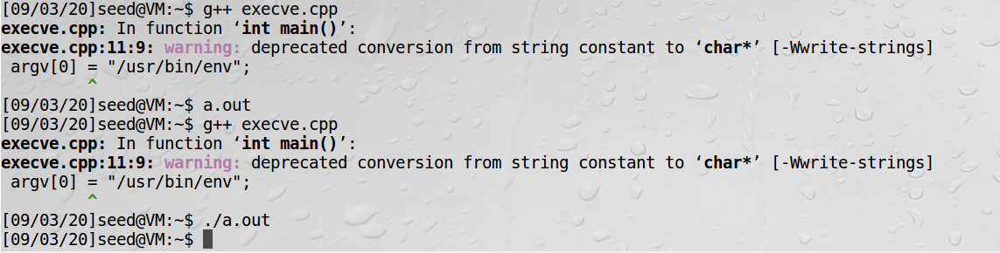 [09/03/20]seed@VM:~$ g++ execve.cpp
execve.cpp: In function ‘int main()’:
execve.cpp:11:9: warning: deprecated conversion from string constant to ‘char*’ [-Wwrite-strings]
 argv[0] = "/usr/bin/env";
         ^
[09/03/20]seed@VM:~$ a.out
[09/03/20]seed@VM:~$ g++ execve.cpp
execve.cpp: In function ‘int main()’:
execve.cpp:11:9: warning: deprecated conversion from string constant to ‘char*’ [-Wwrite-strings]
 argv[0] = "/usr/bin/env";
         ^
[09/03/20]seed@VM:~$ ./a.out
[09/03/20]seed@VM:~$